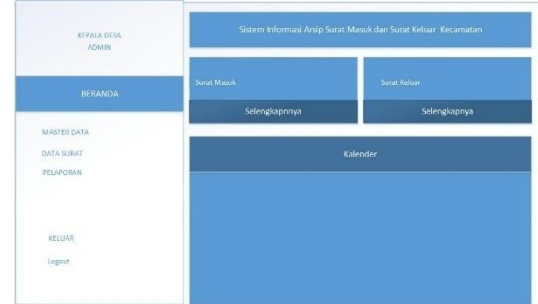 KEPALA DESA
ADMIN
BERANDA
MASTER DATA
DATA SURAT
PELAPORAN
KELUAR
Logout
Sistem Informasi Arsip Surat Masuk dan Surat Keluar Kecamatan
Surat Masuk
Selengkapnnya
Surat Keluar
Selengkapnya
Kalender